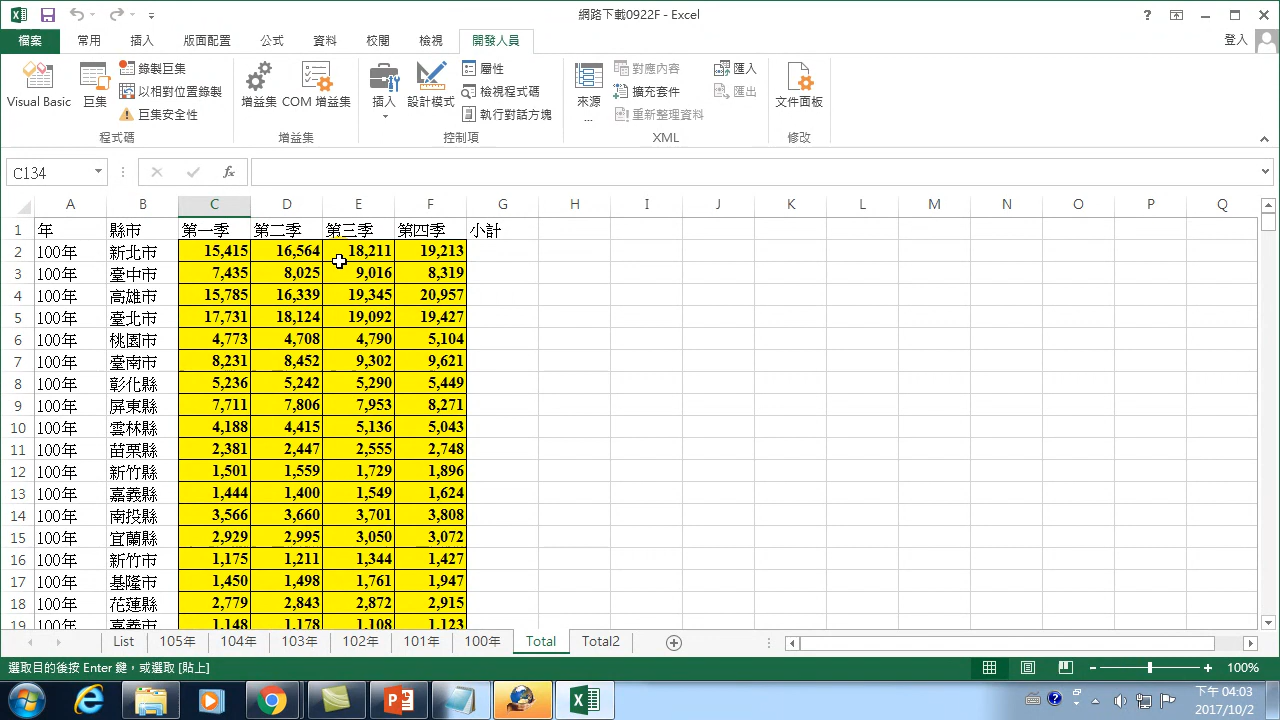 網路下載0922F - Excel
?
檔案 常用 插入 版面配置 公式 資料 校閱 檢視 開發人員 登入
Visual Basic 巨集 錄製巨集 以相對位置錄製 巨集安全性
程式碼
增益集 COM 增益集
增益集
插入 設計模式 屬性 檢視程式碼 執行對話方塊
控制項
來源 ... 對應內容 擴充套件 重新整理資料 匯入 匯出
XML
文件面板
修改
C134 fx
A B C D E F G H I J K L M N O P Q
1 年 縣市 第一季 第二季 第三季 第四季 小計
2 100年 新北市 15,415 16,564 18,211 19,213
3 100年 臺中市 7,435 8,025 9,016 8,319
4 100年 高雄市 15,785 16,339 19,345 20,957
5 100年 臺北市 17,731 18,124 19,092 19,427
6 100年 桃園市 4,773 4,708 4,790 5,104
7 100年 臺南市 8,231 8,452 9,302 9,621
8 100年 彰化縣 5,236 5,242 5,290 5,449
9 100年 屏東縣 7,711 7,806 7,953 8,271
10 100年 雲林縣 4,188 4,415 5,136 5,043
11 100年 苗栗縣 2,381 2,447 2,555 2,748
12 100年 新竹縣 1,501 1,559 1,729 1,896
13 100年 嘉義縣 1,444 1,400 1,549 1,624
14 100年 南投縣 3,566 3,660 3,701 3,808
15 100年 宜蘭縣 2,929 2,995 3,050 3,072
16 100年 新竹市 1,175 1,211 1,344 1,427
17 100年 基隆市 1,450 1,498 1,761 1,947
18 100年 花蓮縣 2,779 2,843 2,872 2,915
19 100年 嘉義市 1,148 1,178 1,108 1,123
List 105年 104年 103年 102年 101年 100年 Total Total2
選取目的後按 Enter 鍵，或選取 [貼上] 100%
下午 04:03
2017/10/2